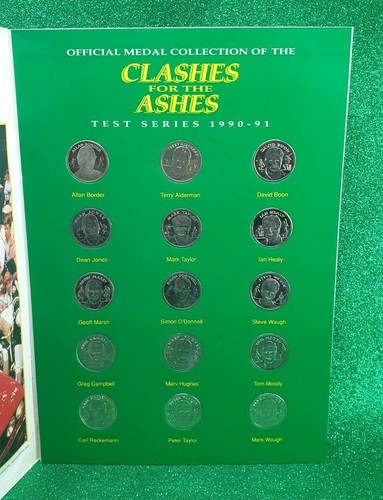 OFFICIAL MEDAL COLLECTION OF THE
CLASHES
FOR THE
ASHES
TEST SERIES 1990-91
Allan Border
Terry Alderman
David Boon
Dean Jones
Mark Taylor
Ian Healy
Geoff Marsh
Simon O'Donnell
Steve Waugh
Greg Campbell
Merv Hughes
Tom Moody
Carl Rackemann
Peter Taylor
Mark Waugh